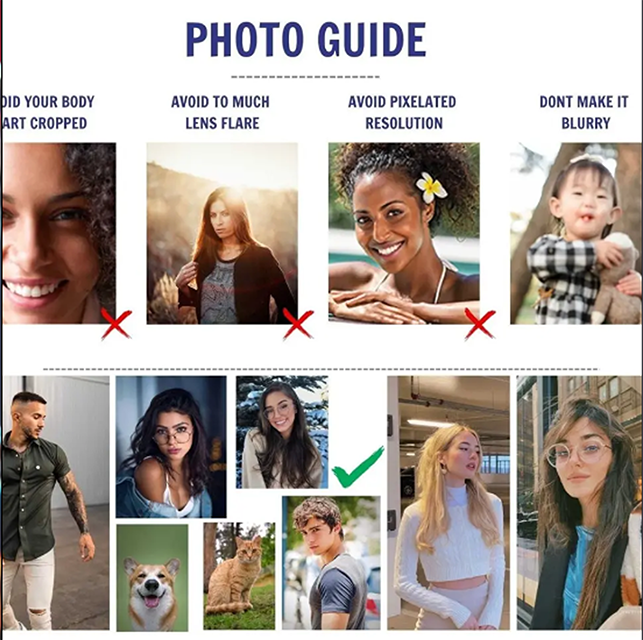 PHOTO GUIDE
OID YOUR BODY
ART CROPPED
AVOID TO MUCH
LENS FLARE
AVOID PIXELATED
RESOLUTION
DONT MAKE IT
BLURRY